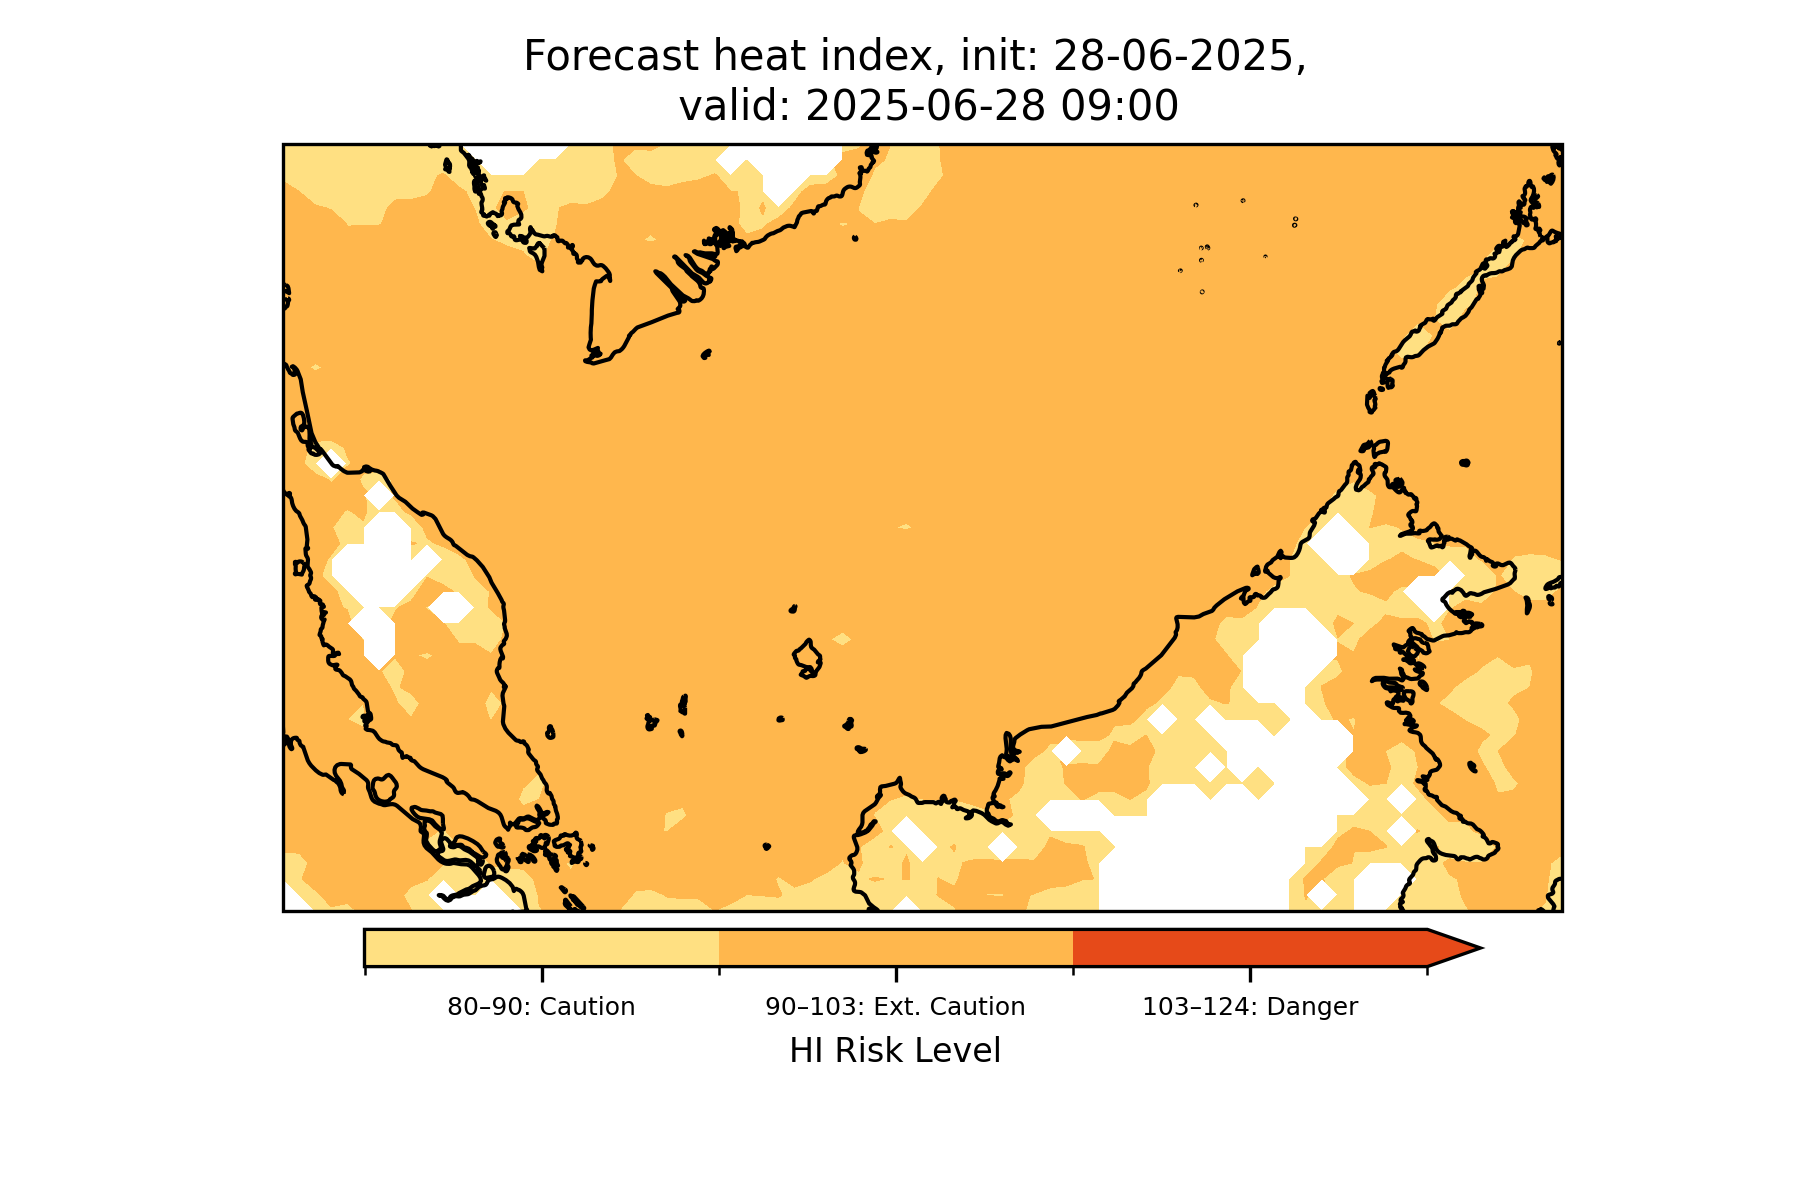 Forecast heat index, init: 28-06-2025,
valid: 2025-06-28 09:00
80–90: Caution
90–103: Ext. Caution
103–124: Danger
HI Risk Level